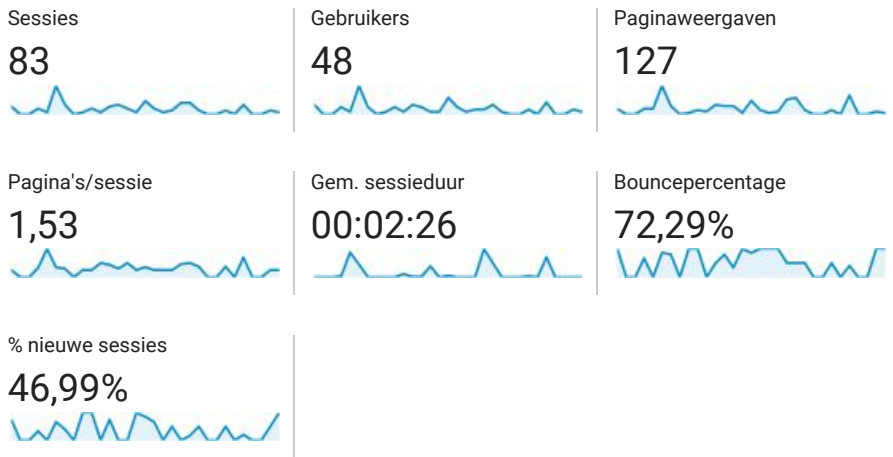 Sessies
83
Gebruikers
48
Paginaweergaven
127
Pagina's/sessie
1,53
Gem. sessieduur
00:02:26
Bouncepercentage
72,29%
% nieuwe sessies
46,99%